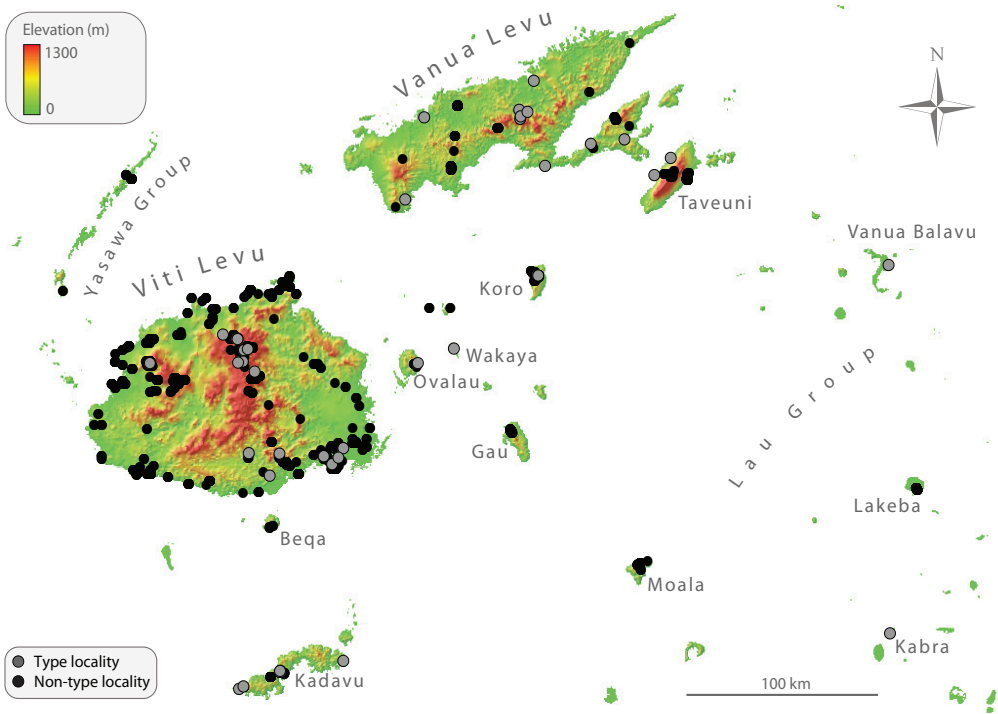 Elevation (m)
1300
0
Vanua Levu
N
Yasawa Group
Taveuni
Vanua Balavu
Viti Levu
Koro
Wakaya
Ovalau
Lau Group
Gau
Lakeba
Beqa
Moala
Kabra
Type locality
Non-type locality
Kadavu
100 km